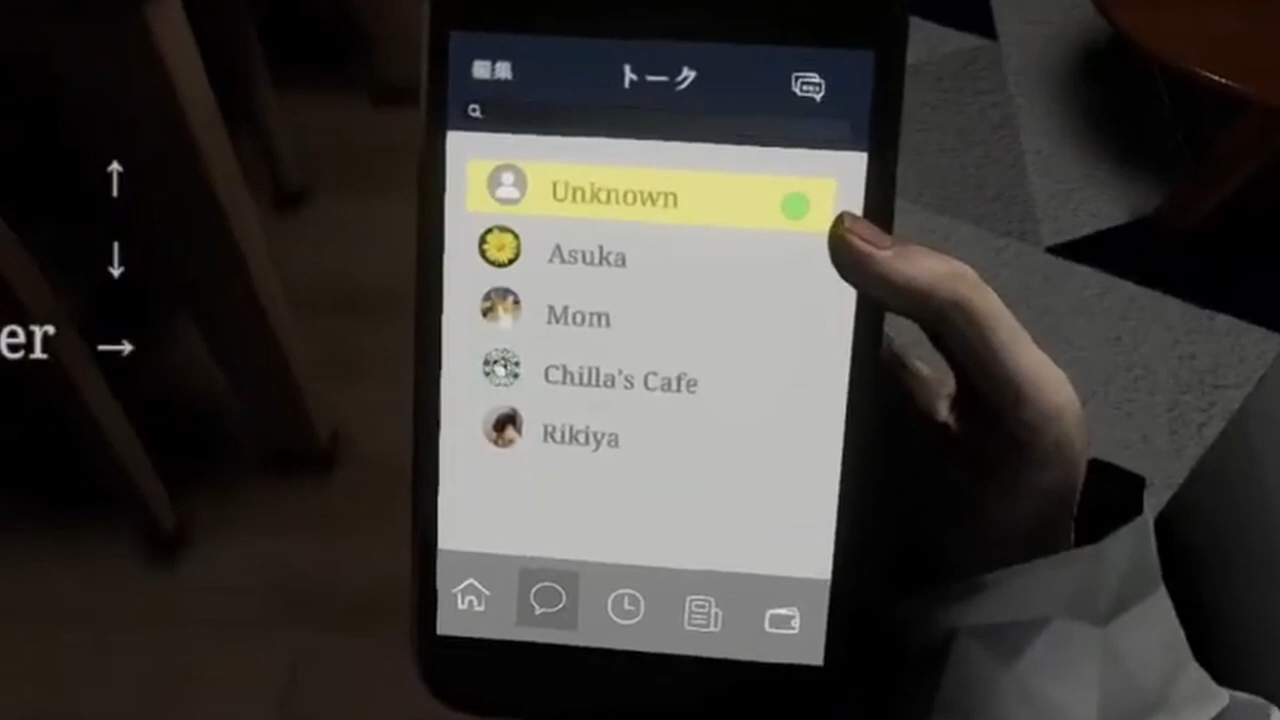 編集 トーク
Unknown
Asuka
Mom
Chilla's Cafe
Rikiya
↑
↓
er →